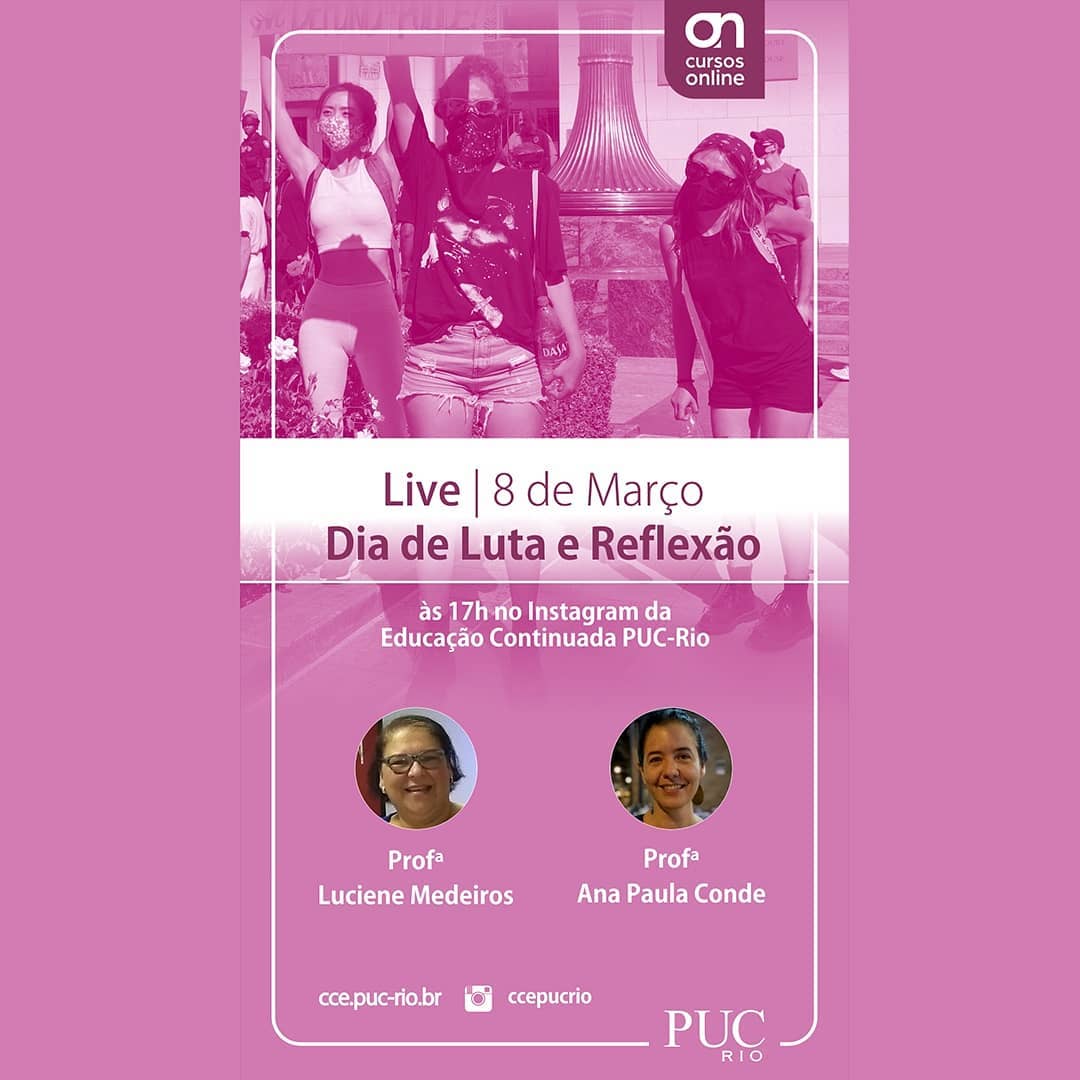 on
cursos
online
DASA
Live | 8 de Março
Dia de Luta e Reflexão
às 17h no Instagram da
Educação Continuada PUC-Rio
Profª
Luciene Medeiros
Profª
Ana Paula Conde
cce.puc-rio.br
ccepucrio
PUC
RIO